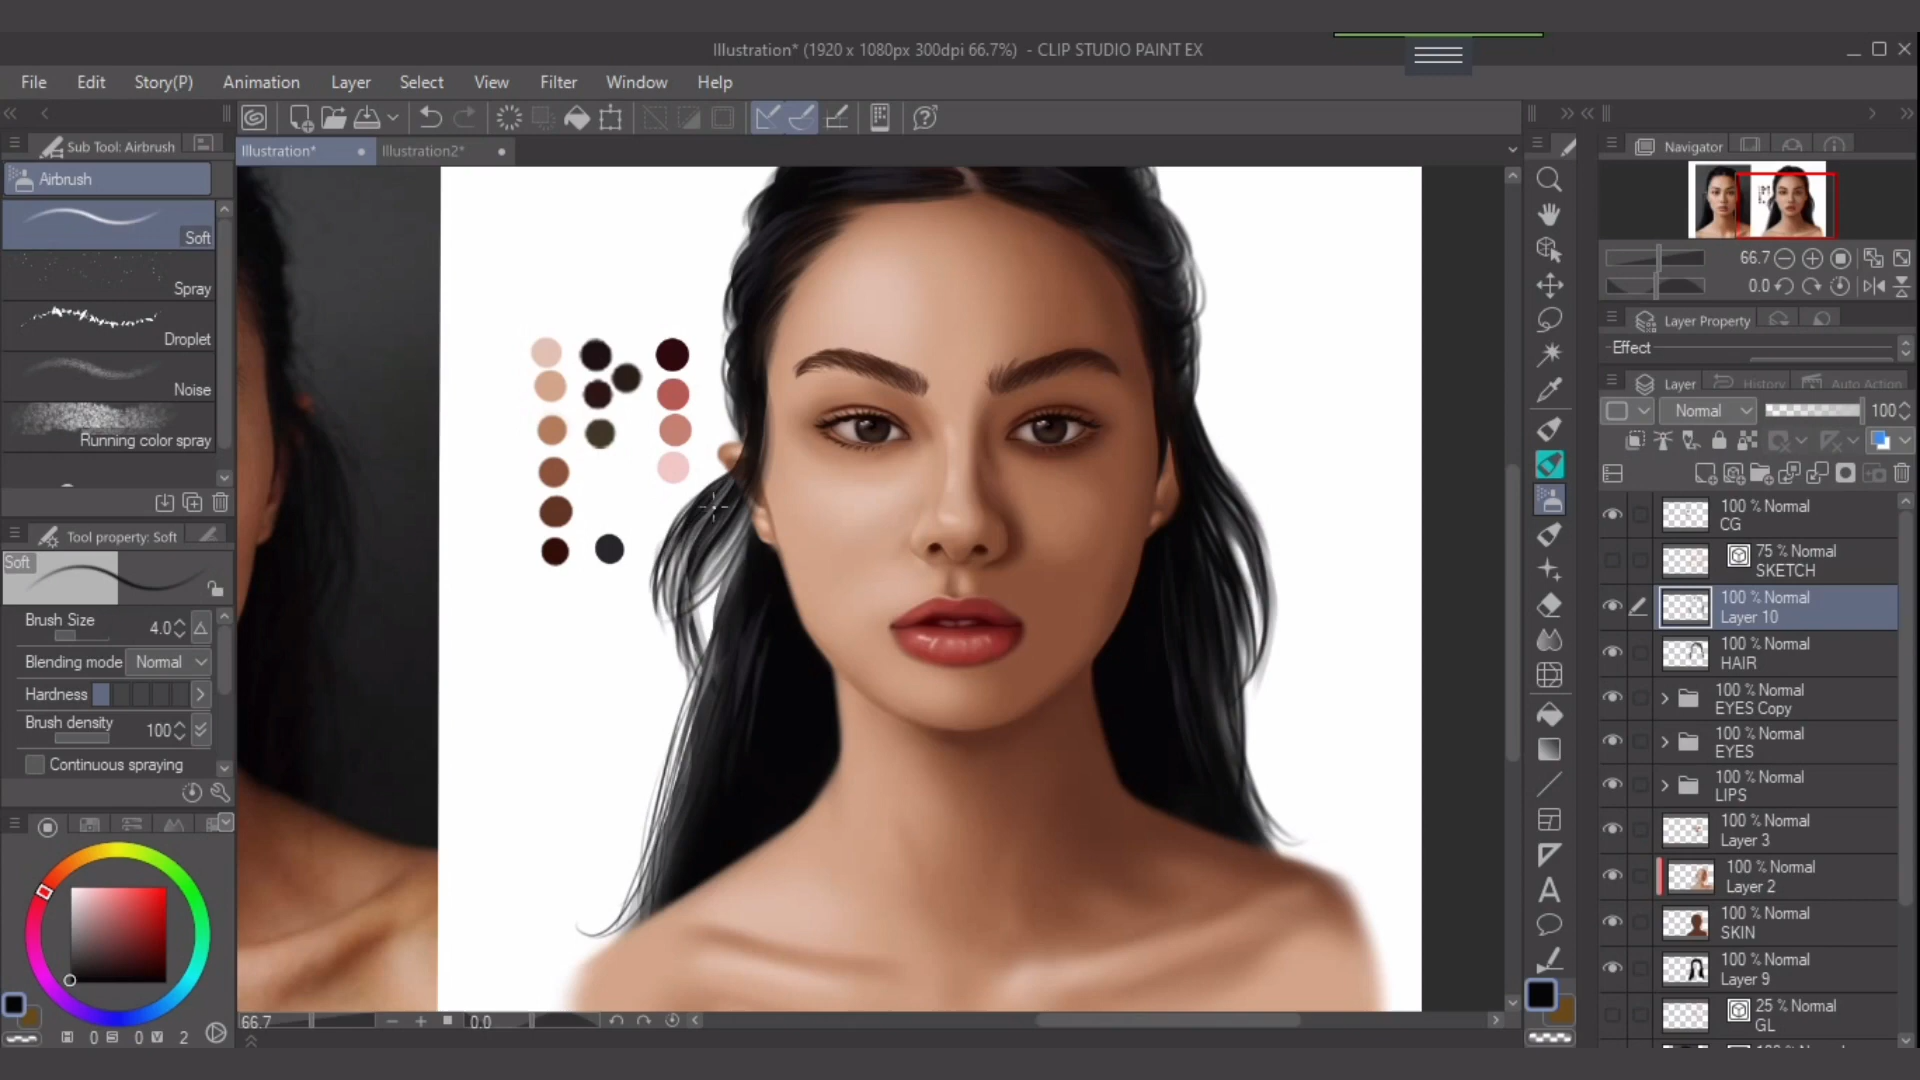 Illustration* (1920 x 1080px 300dpi 66.7%) - CLIP STUDIO PAINT EX
File Edit Story(P) Animation Layer Select View Filter Window Help
Sub Tool: Airbrush
Illustration* Illustration2*
Airbrush
Soft
Spray
Droplet
Noise
Running color spray
Tool property: Soft
Soft
Brush Size 4.0
Blending mode Normal
Hardness
Brush density 100
Continuous spraying
H 0 S 0 V 2
66.7 0.0
Navigator
66.7
0.0
Layer Property
Effect
Layer History Auto Action
Normal 100
100 % Normal
CG
75 % Normal
SKETCH
100 % Normal
Layer 10
100 % Normal
HAIR
100 % Normal
EYES Copy
100 % Normal
EYES
100 % Normal
LIPS
100 % Normal
Layer 3
100 % Normal
Layer 2
100 % Normal
SKIN
100 % Normal
Layer 9
25 % Normal
GL